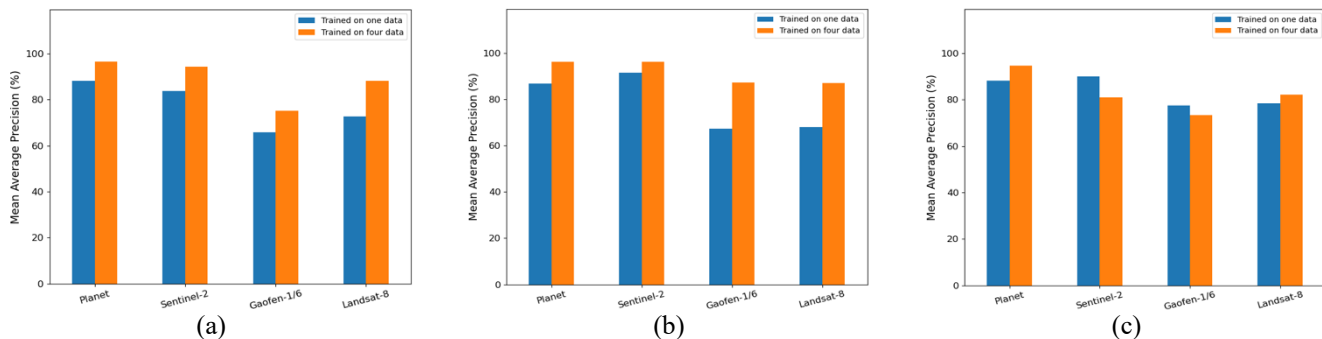 Trained on one data
Trained on four data
100
80
60
40
20
0
Mean Average Precision (%)
Planet
Sentinel-2
Gaofen-1/6
Landsat-8
(a)
Trained on one data
Trained on four data
100
80
60
40
20
0
Mean Average Precision (%)
Planet
Sentinel-2
Gaofen-1/6
Landsat-8
(b)
Trained on one data
Trained on four data
100
80
60
40
20
0
Mean Average Precision (%)
Planet
Sentinel-2
Gaofen-1/6
Landsat-8
(c)